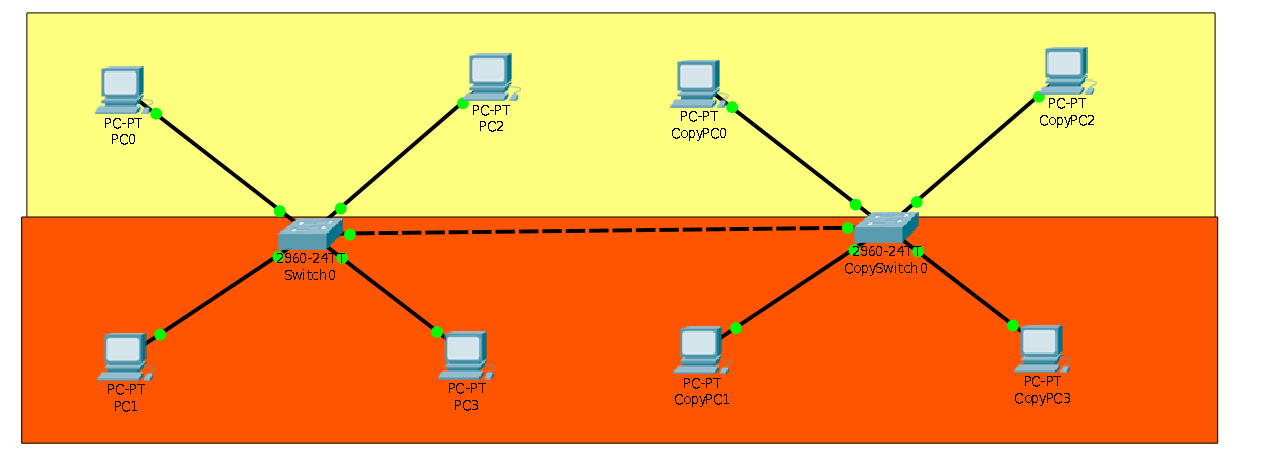 PC-PT
PC0
PC-PT
PC2
PC-PT
CopyPC0
PC-PT
CopyPC2
2960-24TT
Switch0
2960-24TT
CopySwitch0
PC-PT
PC1
PC-PT
PC3
PC-PT
CopyPC1
PC-PT
CopyPC3